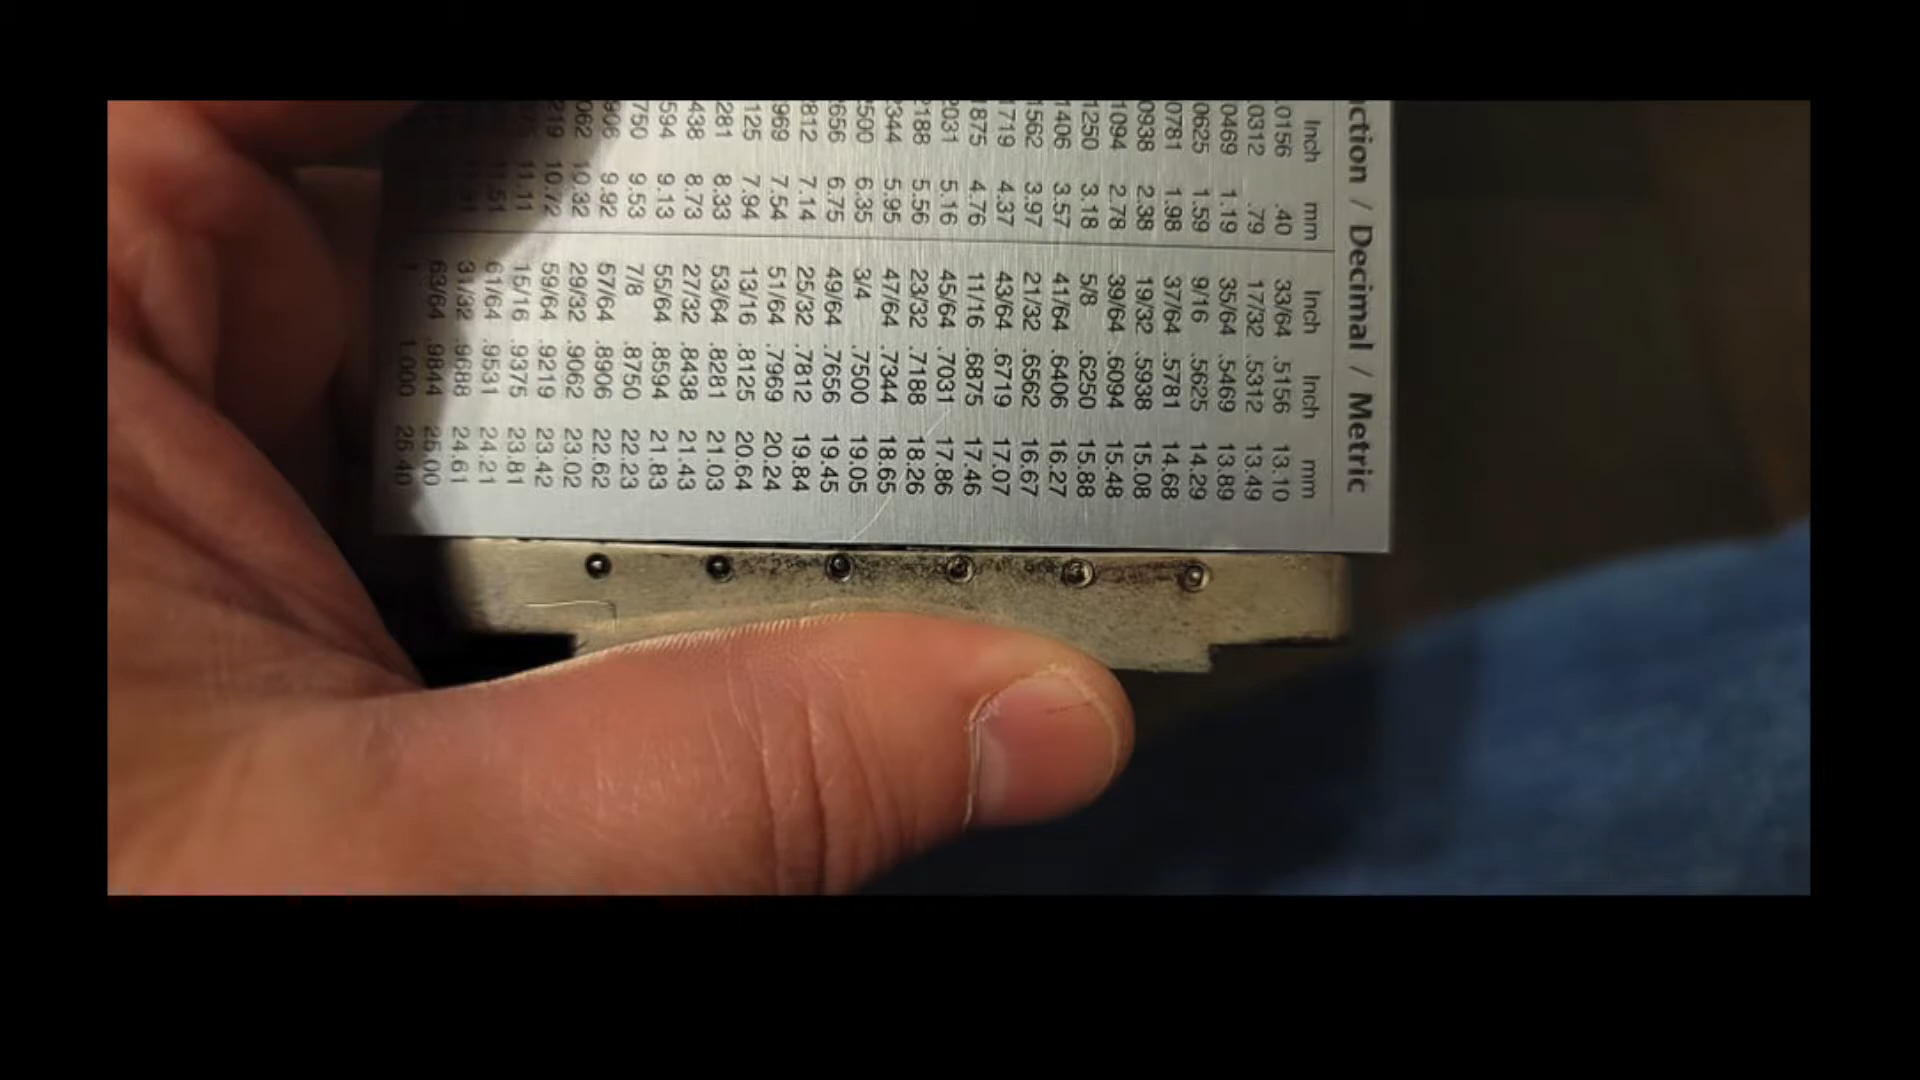 ction / Decimal / Metric
Inch mm Inch Inch mm
.0156 .40 33/64 .5156 13.10
.0312 .79 17/32 .5312 13.49
.0469 1.19 35/64 .5469 13.89
0625 1.59 9/16 .5625 14.29
0781 1.98 37/64 .5781 14.68
0938 2.38 19/32 .5938 15.08
1094 2.78 39/64 .6094 15.48
1250 3.18 5/8 .6250 15.88
1406 3.57 41/64 .6406 16.27
1562 3.97 21/32 .6562 16.67
1719 4.37 43/64 .6719 17.07
1875 4.76 11/16 .6875 17.46
2031 5.16 45/64 .7031 17.86
2188 5.56 23/32 .7188 18.26
2344 5.95 47/64 .7344 18.65
2500 6.35 3/4 .7500 19.05
656 6.75 49/64 .7656 19.45
812 7.14 25/32 .7812 19.84
969 7.54 51/64 .7969 20.24
125 7.94 13/16 .8125 20.64
281 8.33 53/64 .8281 21.03
438 8.73 27/32 .8438 21.43
594 9.13 55/64 .8594 21.83
750 9.53 7/8 .8750 22.23
906 9.92 57/64 .8906 22.62
062 10.32 29/32 .9062 23.02
219 10.72 59/64 .9219 23.42
11.11 15/16 .9375 23.81
11.51 61/64 .9531 24.21
31/32 .9688 24.61
63/64 .9844 25.00
1 1.000 25.40